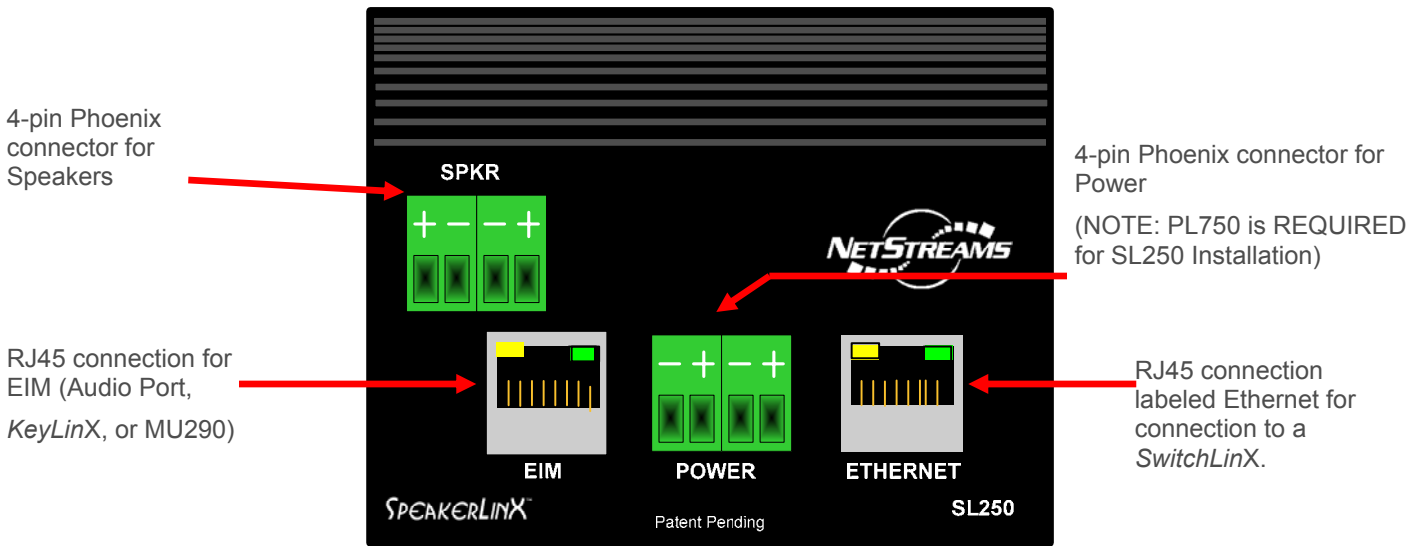 4-pin Phoenix
connector for
Speakers
RJ45 connection for
EIM (Audio Port,
KeyLinX, or MU290)
SPKR
+ − − +
NETSTREAMS
− + − +
EIM
POWER
ETHERNET
SPEAKERLINX™
Patent Pending
SL250
4-pin Phoenix connector for
Power
(NOTE: PL750 is REQUIRED
for SL250 Installation)
RJ45 connection
labeled Ethernet for
connection to a
SwitchLinX.